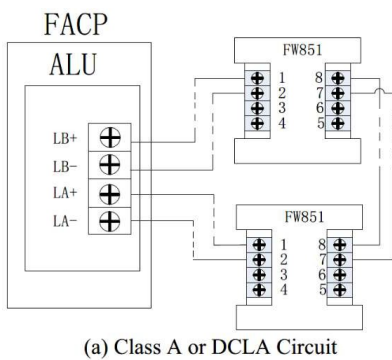 FACP
ALU
LB+
LB-
LA+
LA-
FW851
1 8
2 7
3 6
4 5
FW851
1 8
2 7
3 6
4 5
(a) Class A or DCLA Circuit